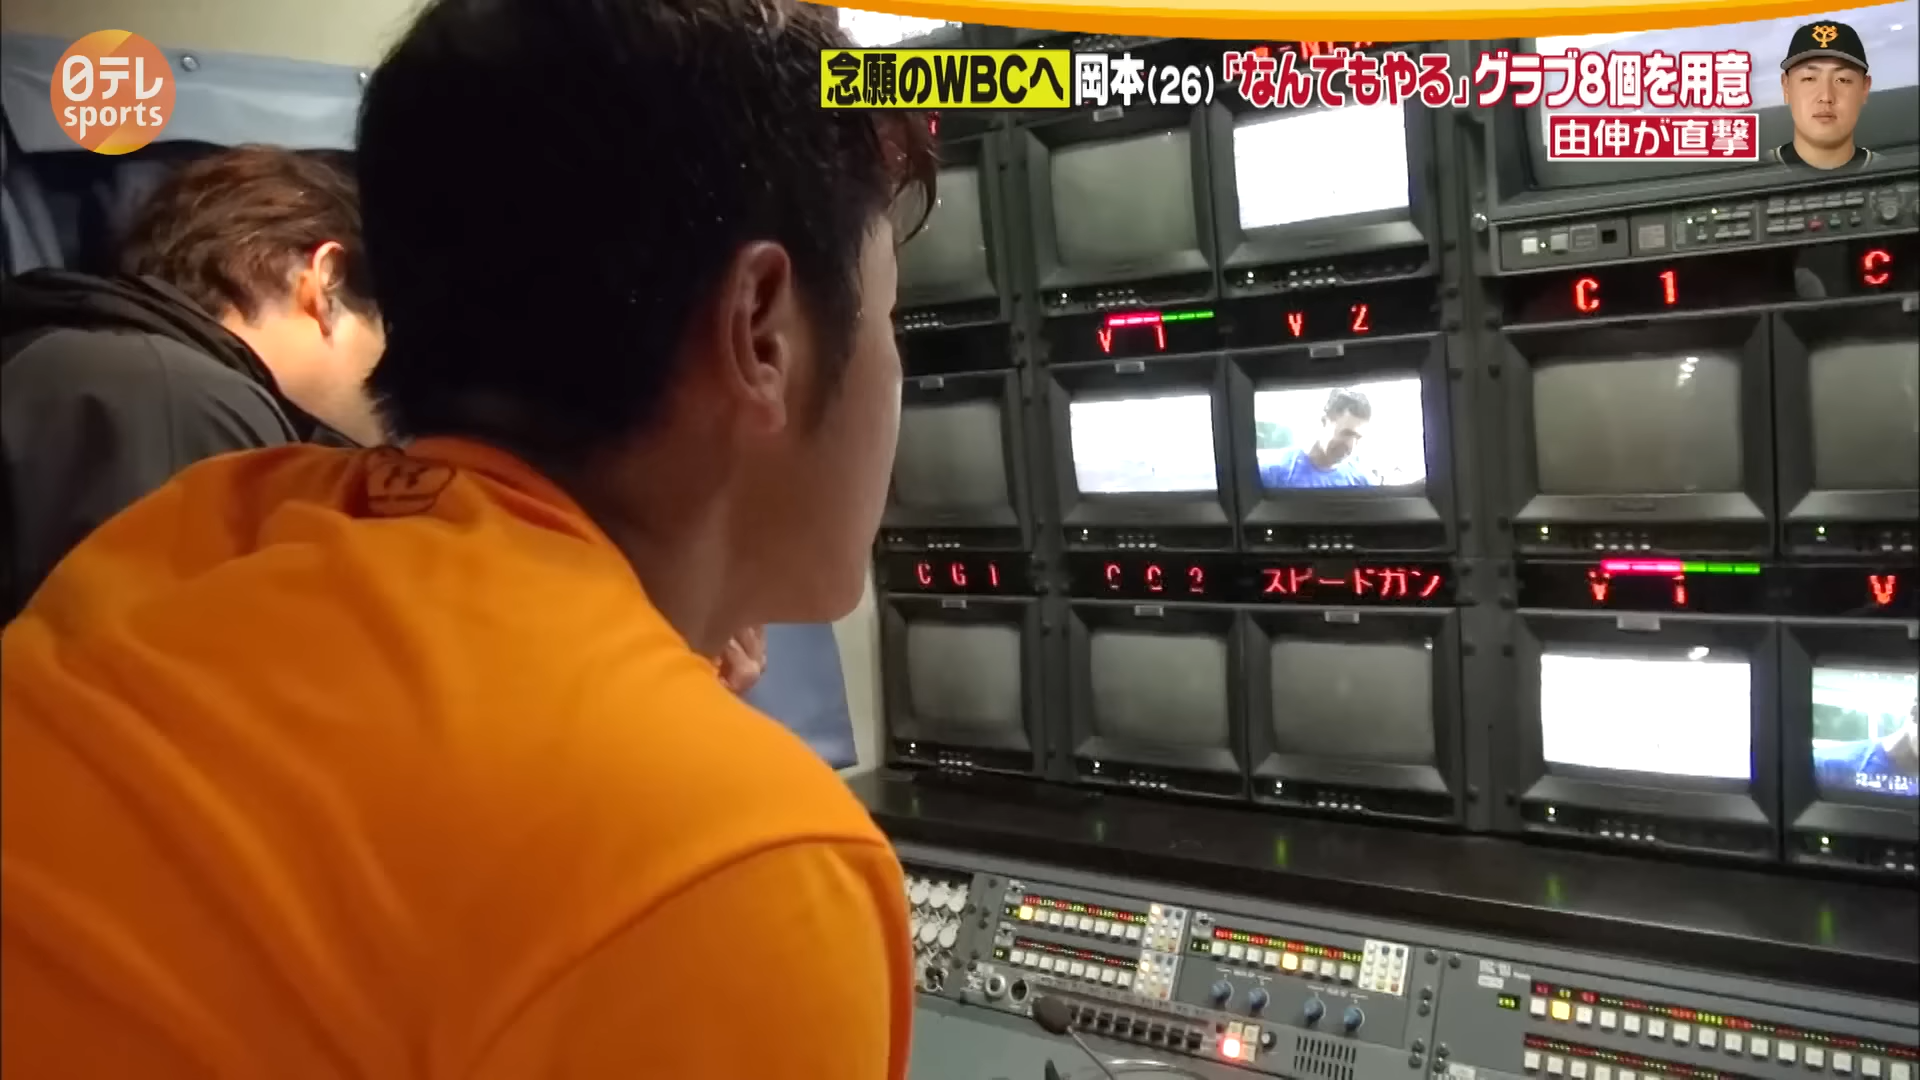 日テレ
sports
念願のWBCへ 岡本(26)「なんでもやる」グラブ8個を用意
由伸が直撃
C 1 C
V 1 V 2
CG1 CG2 スピードガン
V 1 V